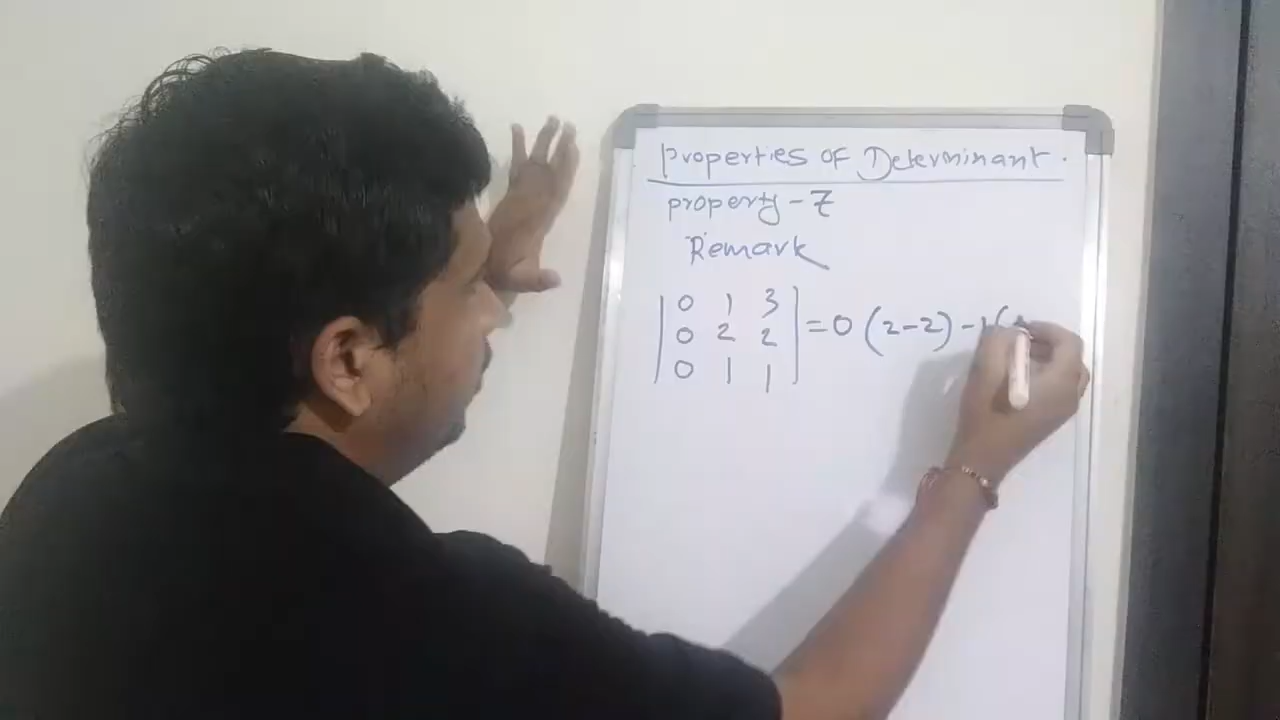 Properties OF Determinant.
property - 7
Remark
| 0 1 3 |
| 0 2 2 | = 0 (2-2) -1(
| 0 1 1 |